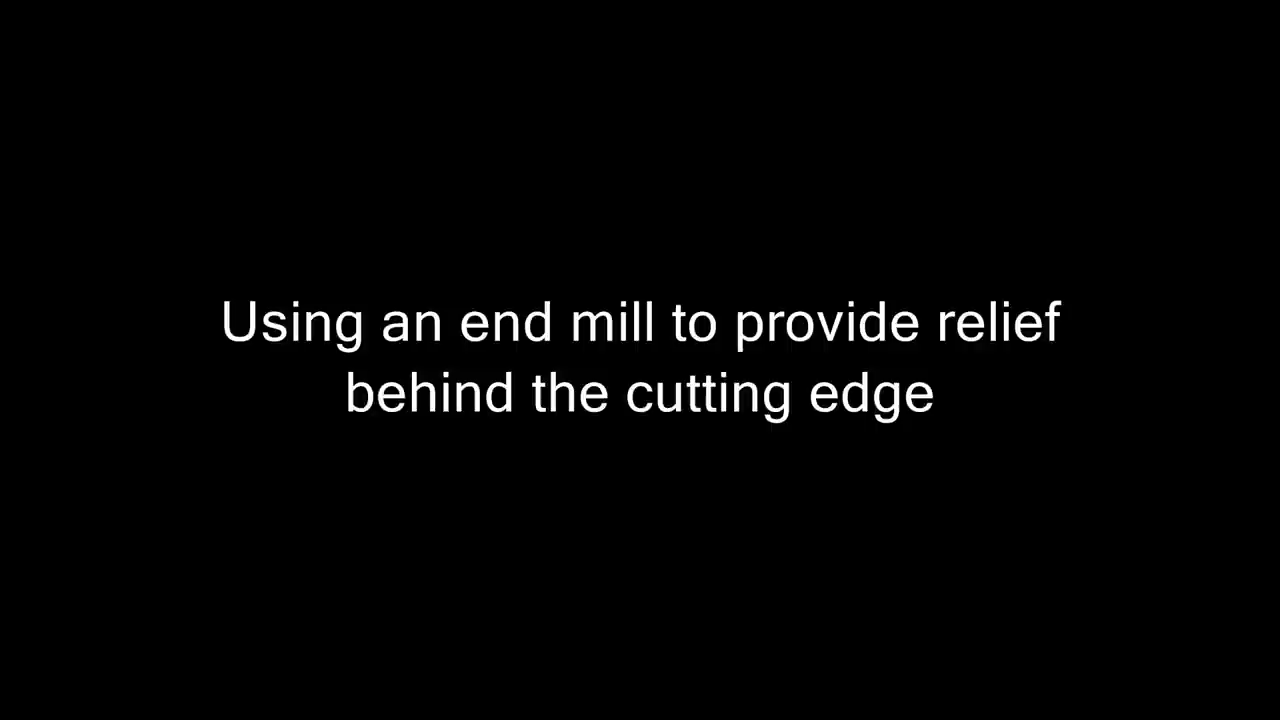 Using an end mill to provide relief
behind the cutting edge